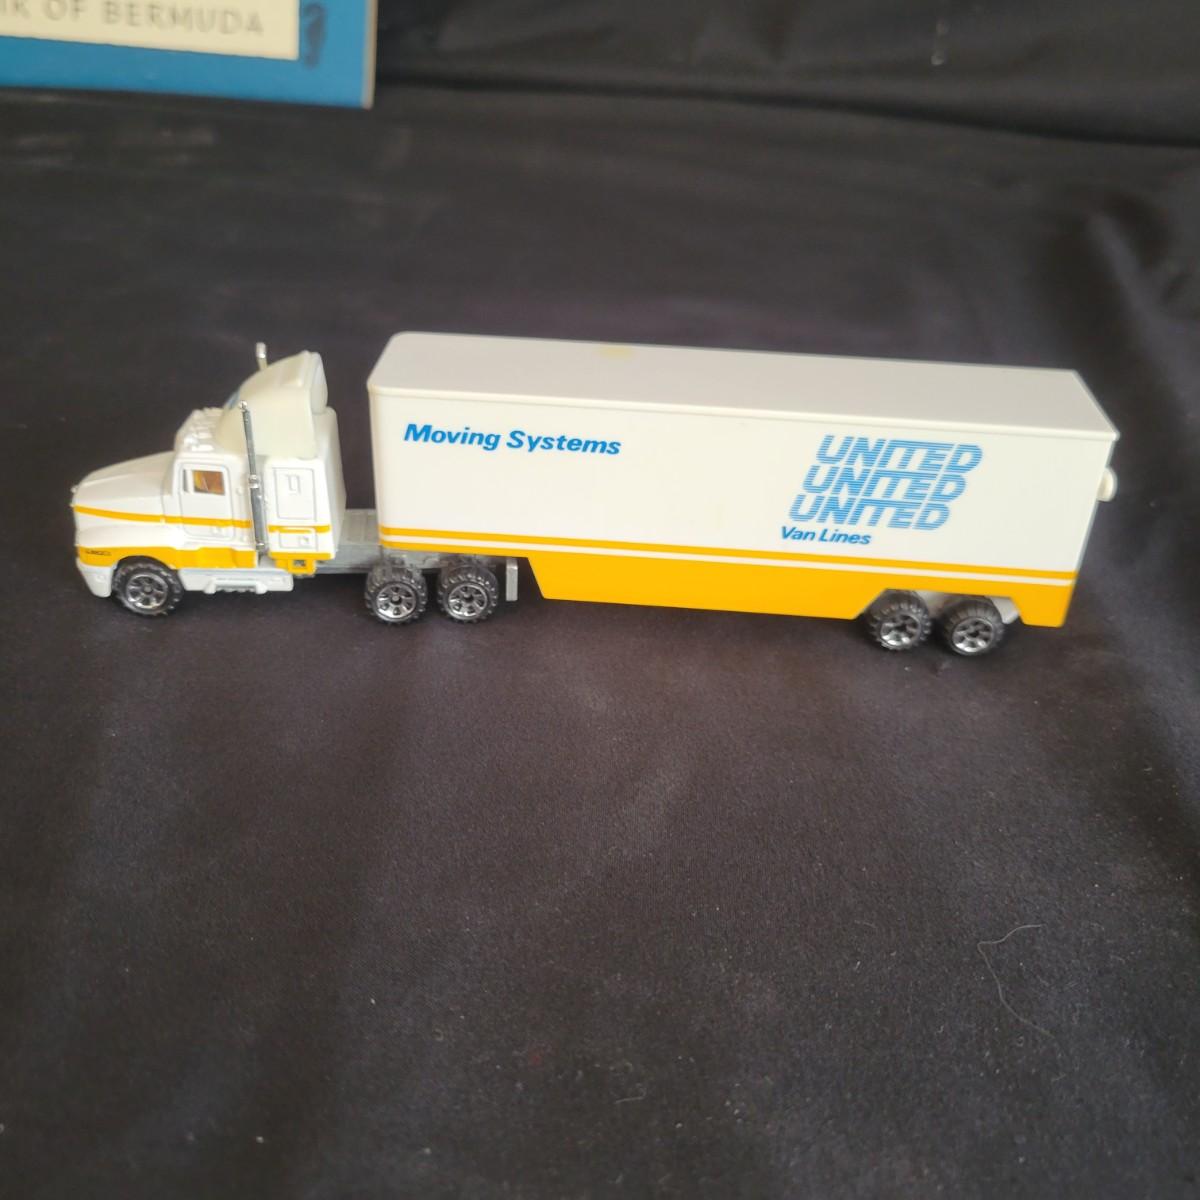 OF BERMUDA
Moving Systems
UNITED
UNITED
UNITED
Van Lines